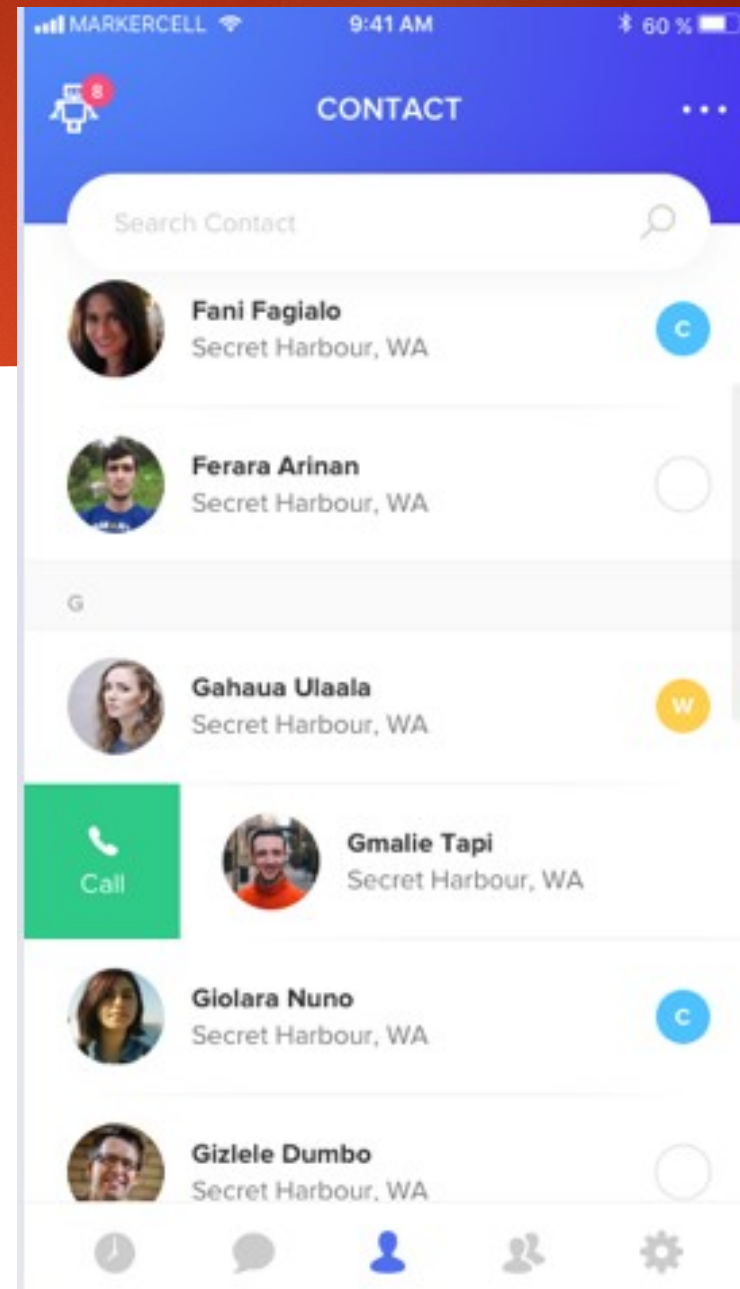 MARKERCELL 9:41 AM 60 %
8
CONTACT
Search Contact
Fani Fagialo
Secret Harbour, WA
C
Ferara Arinan
Secret Harbour, WA
G
Gahaua Ulaala
Secret Harbour, WA
W
Call
Gmalie Tapi
Secret Harbour, WA
Giolara Nuno
Secret Harbour, WA
C
Gizlele Dumbo
Secret Harbour, WA